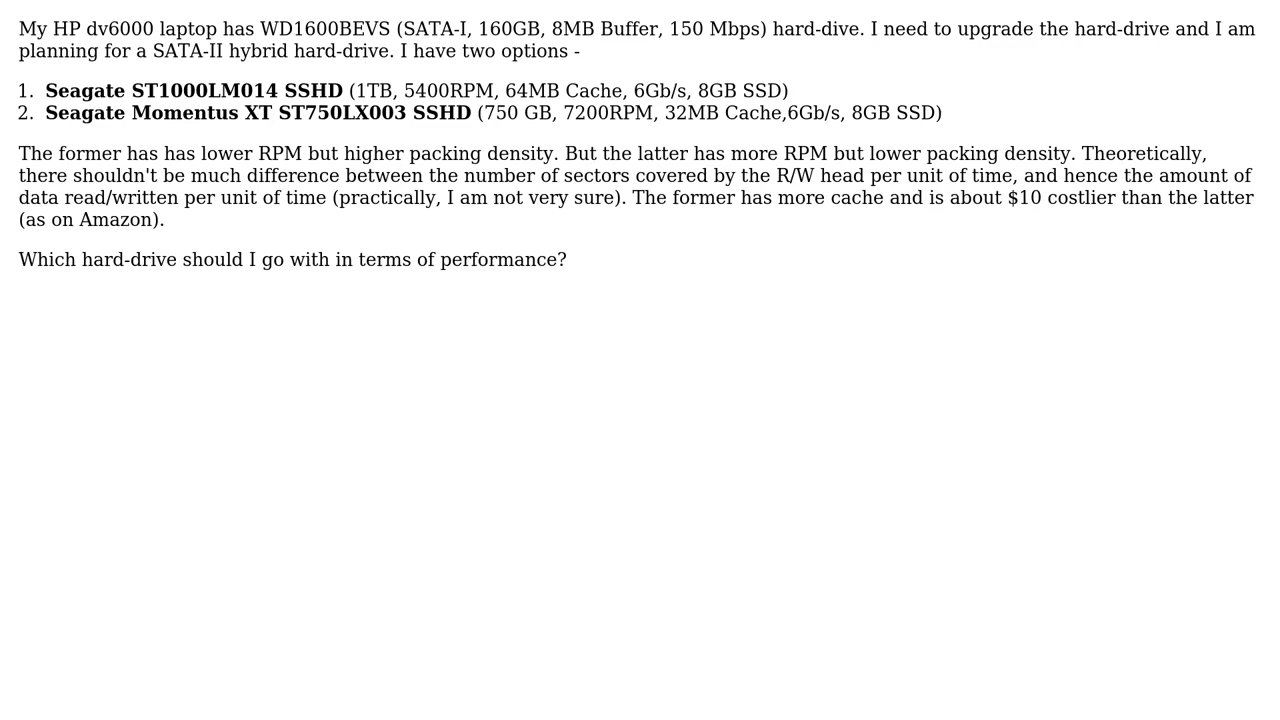 My HP dv6000 laptop has WD1600BEVS (SATA-I, 160GB, 8MB Buffer, 150 Mbps) hard-dive. I need to upgrade the hard-drive and I am
planning for a SATA-II hybrid hard-drive. I have two options -
1. Seagate ST1000LM014 SSHD (1TB, 5400RPM, 64MB Cache, 6Gb/s, 8GB SSD)
2. Seagate Momentus XT ST750LX003 SSHD (750 GB, 7200RPM, 32MB Cache,6Gb/s, 8GB SSD)
The former has has lower RPM but higher packing density. But the latter has more RPM but lower packing density. Theoretically,
there shouldn't be much difference between the number of sectors covered by the R/W head per unit of time, and hence the amount of
data read/written per unit of time (practically, I am not very sure). The former has more cache and is about $10 costlier than the latter
(as on Amazon).
Which hard-drive should I go with in terms of performance?